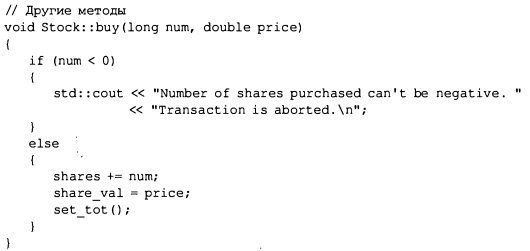 // Другие методы
void Stock::buy(long num, double price)
{
    if (num < 0)
    {
        std::cout << "Number of shares purchased can't be negative. "
                  << "Transaction is aborted.\n";
    }
    else
    {
        shares += num;
        share_val = price;
        set_tot();
    }
}